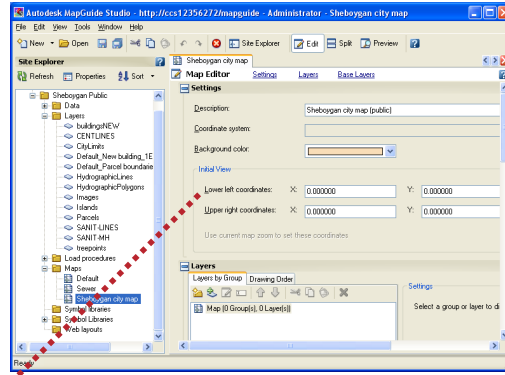 Autodesk MapGuide Studio - http://ccs12356272/mapguide - Administrator - Sheboygan city map
File Edit View Tools Window Help
New Open Site Explorer Edit Split Preview
Site Explorer
Refresh Properties Sort
Sheboygan Public
Data
Layers
buildingsNEW
CENTLINES
CityLimits
Default_New building_1E
Default_Parcel boundarie
HydrographicLines
HydrographicPolygons
Images
Islands
Parcels
SANIT-LINES
SANIT-MH
treepoints
Load procedures
Maps
Default
Sewer
Sheboygan city map
Symbol libraries
Symbol Libraries
Web layouts
Sheboygan city map
Map Editor Settings Layers Base Layers
Settings
Description: Sheboygan city map (public)
Coordinate system:
Background color:
Initial View
Lower left coordinates: X: 0.000000 Y: 0.000000
Upper right coordinates: X: 0.000000 Y: 0.000000
Use current map zoom to set these coordinates
Layers
Layers by Group Drawing Order
Map (0 Group(s), 0 Layer(s))
Settings
Select a group or layer to di
Ready